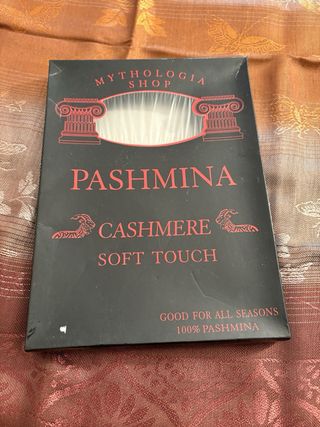 MYTHOLOGIA
SHOP
PASHMINA
CASHMERE
SOFT TOUCH
GOOD FOR ALL SEASONS
100% PASHMINA